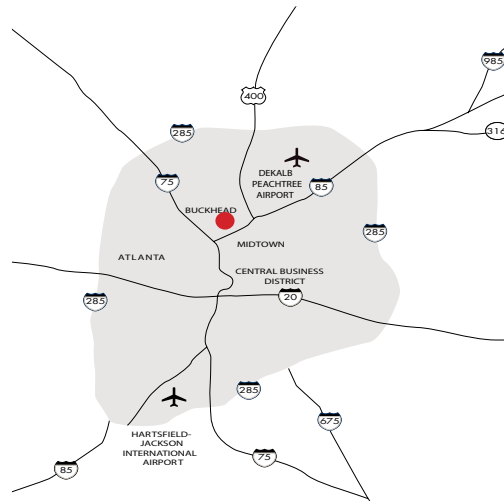 985
400
316
285
DEKALB
PEACHTREE
AIRPORT
75
85
BUCKHEAD
285
MIDTOWN
ATLANTA
CENTRAL BUSINESS
DISTRICT
285
20
285
675
HARTSFIELD-
JACKSON
INTERNATIONAL
AIRPORT
75
85